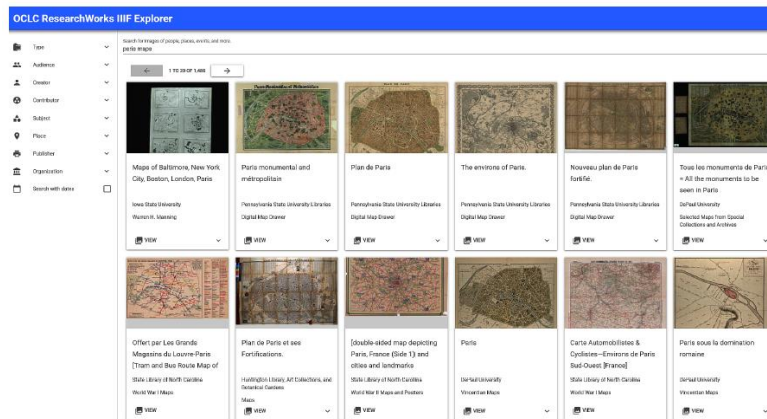 OCLC ResearchWorks IIIF Explorer
Search for images of people, places, events, and more.
paris maps
Type
Audience
Creator
Contributor
Subject
Place
Publisher
Organization
Search with dates
1 TO 20 OF 1,400
Maps of Baltimore, New York
City, Boston, London, Paris
Iowa State University
Warren H. Manning
VIEW
Paris monumental and
métropolitain
Pennsylvania State University Libraries
Digital Map Drawer
VIEW
Plan de Paris
Pennsylvania State University Libraries
Digital Map Drawer
VIEW
The environs of Paris.
Pennsylvania State University Libraries
Digital Map Drawer
VIEW
Nouveau plan de Paris
fortifié.
Pennsylvania State University Libraries
Digital Map Drawer
VIEW
Tous les monuments de Paris
= All the monuments to be
seen in Paris
DePaul University
Selected Maps from Special
Collections and Archives
VIEW
Offert par Les Grands
Magazins du Louvre-Paris
[Tram and Bus Route Map of
State Library of North Carolina
World War I Maps
VIEW
Plan de Paris et ses
Fortifications.
Huntington Library, Art Collections, and
Botanical Gardens
Maps
VIEW
[double-sided map depicting
Paris, France (Side 1) and
cities and landmarks
State Library of North Carolina
World War II Maps and Posters
VIEW
Paris
DePaul University
Vincentian Maps
VIEW
Carte Automobilistes &
Cyclistes—Environs de Paris
Sud-Ouest [France]
State Library of North Carolina
World War I Maps
VIEW
Paris sous la domination
romaine
DePaul University
Vincentian Maps
VIEW